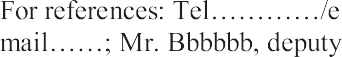 For references: Tel…………/e
mail……; Mr. Bbbbbb, deputy